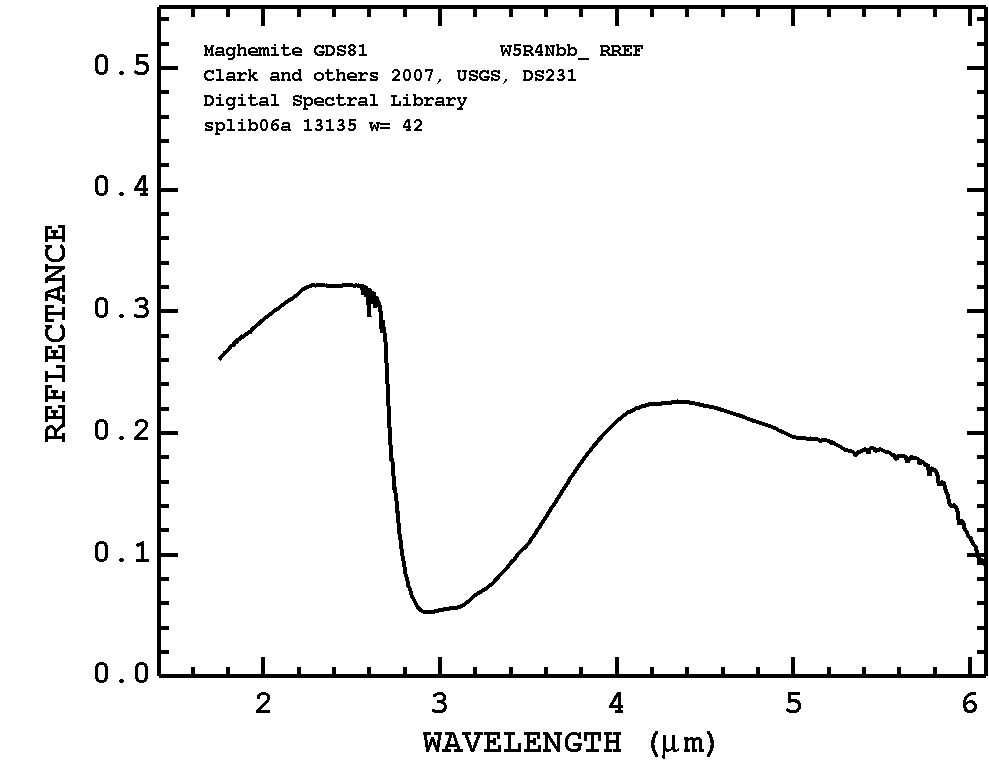 Maghemite GDS81 W5R4Nbb_ RREF
Clark and others 2007, USGS, DS231
Digital Spectral Library
splib06a 13135 w= 42
0.5
0.4
0.3
0.2
0.1
0.0
REFLECTANCE
2 3 4 5 6
WAVELENGTH (μm)